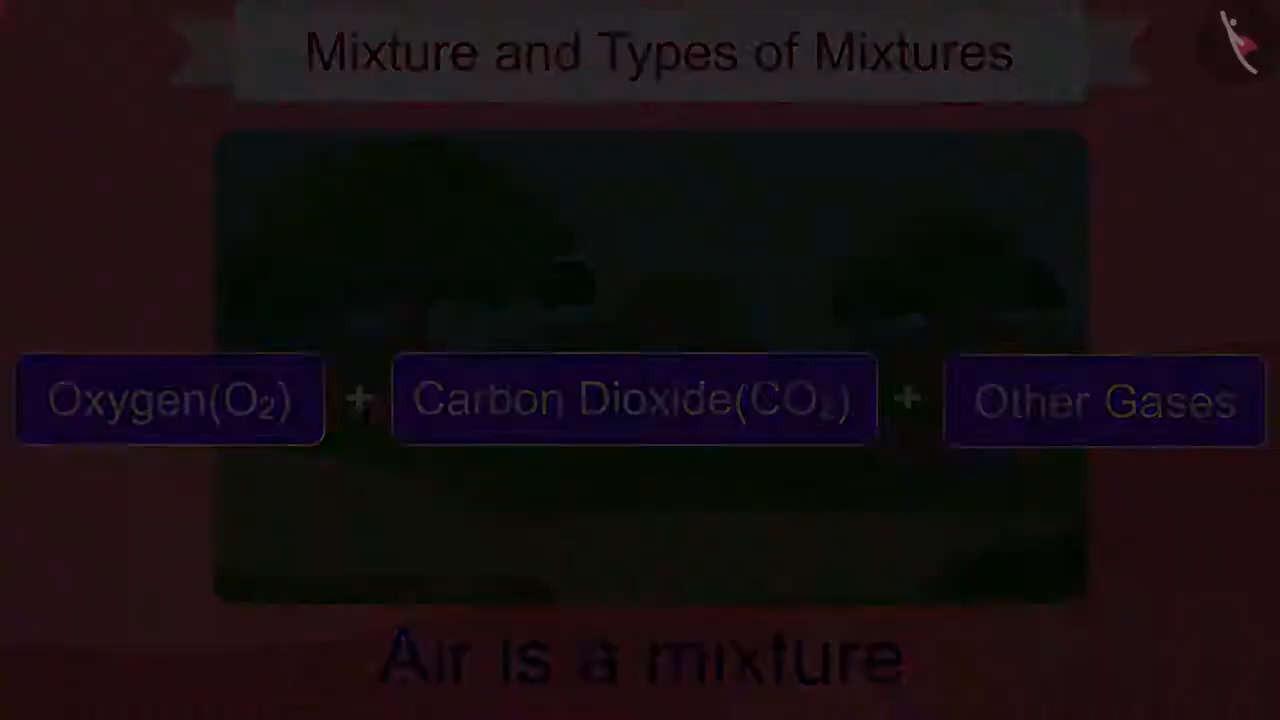 Mixture and Types of Mixtures
Oxygen(O₂) + Carbon Dioxide(CO₂) + Other Gases
Air is a mixture